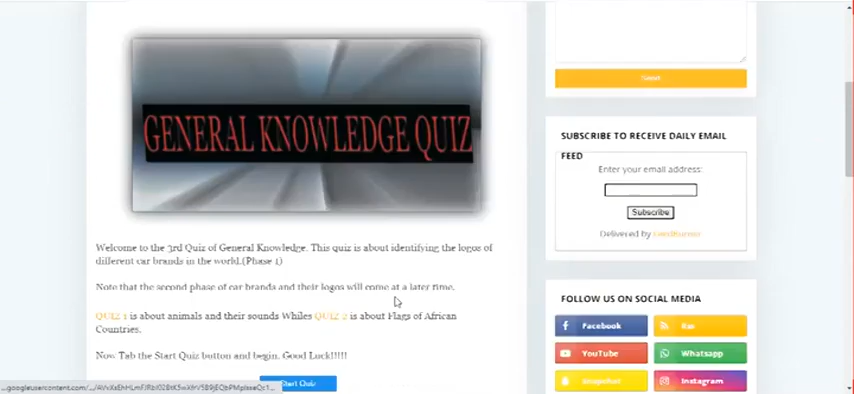 GENERAL KNOWLEDGE QUIZ
Welcome to the 3rd Quiz of General Knowledge. This quiz is about identifying the logos of
different car brands in the world.(Phase 1)
Note that the second phase of car brands and their logos will come at a later time.
QUIZ 1 is about animals and their sounds Whiles QUIZ 2 is about Flags of African
Countries.
Now Tab the Start Quiz button and begin. Good Luck!!!!!
Start Quiz
Send
SUBSCRIBE TO RECEIVE DAILY EMAIL
FEED
Enter your email address:
Subscribe
Delivered by FeedBurner
FOLLOW US ON SOCIAL MEDIA
Facebook
Rss
YouTube
Whatsapp
Snapchat
Instagram